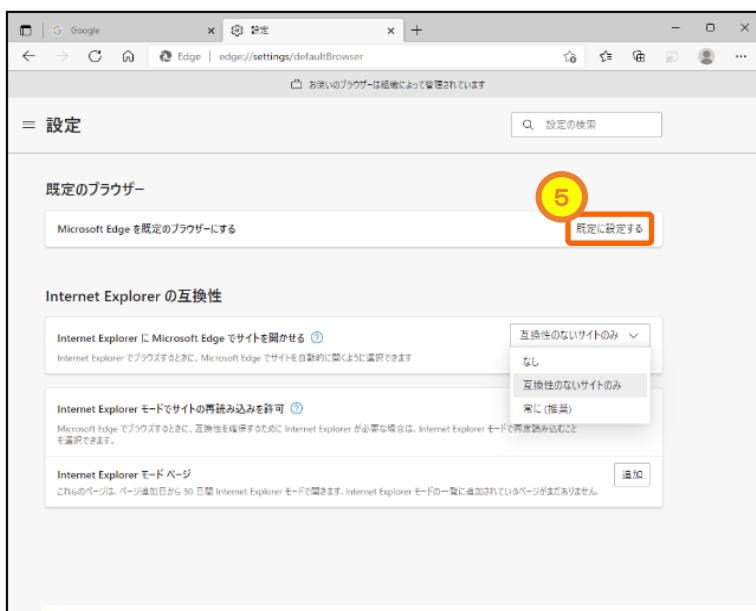 Google
設定
Edge | edge://settings/defaultBrowser
お使いのブラウザーは組織によって管理されています
設定
設定の検索
既定のブラウザー
5
Microsoft Edge を既定のブラウザーにする
既定に設定する
Internet Explorer の互換性
Internet Explorer に Microsoft Edge でサイトを開かせる
互換性のないサイトのみ
Internet Explorer でブラウズするときに、Microsoft Edge でサイトを自動的に開くように選択できます
なし
互換性のないサイトのみ
常に (推奨)
Internet Explorer モードでサイトの再読み込みを許可
Microsoft Edge でブラウズするときに、互換性を確保するために Internet Explorer が必要な場合は、Internet Explorer モードで再度読み込むこと
を選択できます。
Internet Explorer モード ページ
追加
これらのページは、ページ追加日から 30 日間 Internet Explorer モードで開きます。Internet Explorer モードの一覧に追加されているページがまだありません。